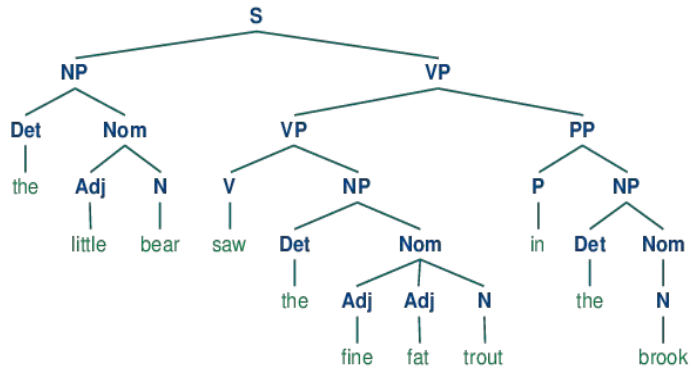 S
NP VP
Det Nom VP PP
the Adj N V NP P NP
little bear saw Det Nom in Det Nom
the Adj Adj N the N
fine fat trout brook